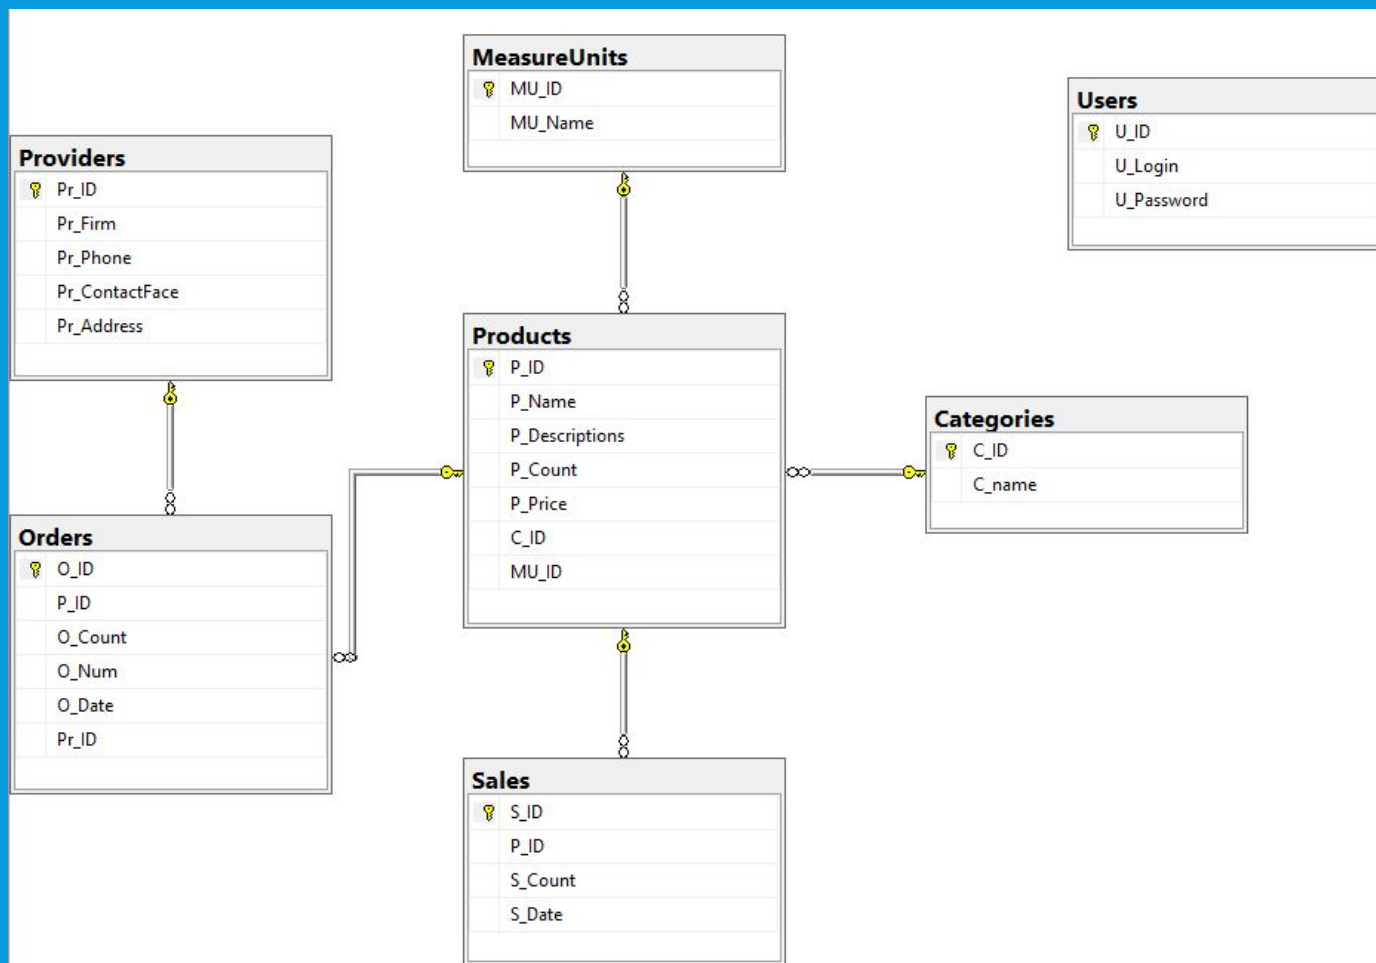 MeasureUnits
MU_ID
MU_Name
Users
U_ID
U_Login
U_Password
Providers
Pr_ID
Pr_Firm
Pr_Phone
Pr_ContactFace
Pr_Address
Products
P_ID
P_Name
P_Descriptions
P_Count
P_Price
C_ID
MU_ID
Categories
C_ID
C_name
Orders
O_ID
P_ID
O_Count
O_Num
O_Date
Pr_ID
Sales
S_ID
P_ID
S_Count
S_Date